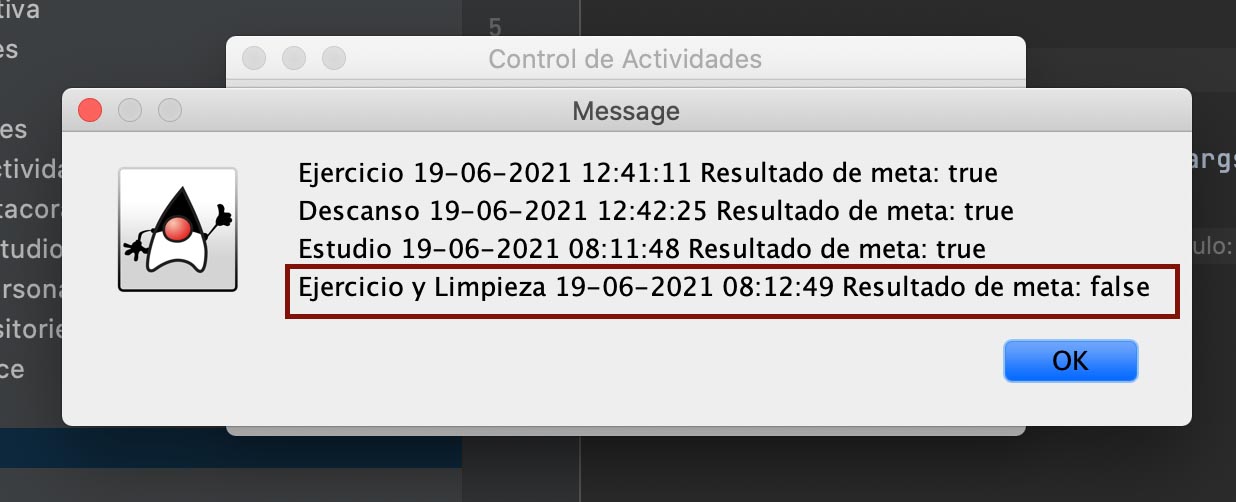 5
Control de Actividades
Message
Ejercicio 19-06-2021 12:41:11 Resultado de meta: true
Descanso 19-06-2021 12:42:25 Resultado de meta: true
Estudio 19-06-2021 08:11:48 Resultado de meta: true
Ejercicio y Limpieza 19-06-2021 08:12:49 Resultado de meta: false
OK
tiva
es
es
ctivida
tacora
tudio
ersona
sitorie
ce
args
ulo: